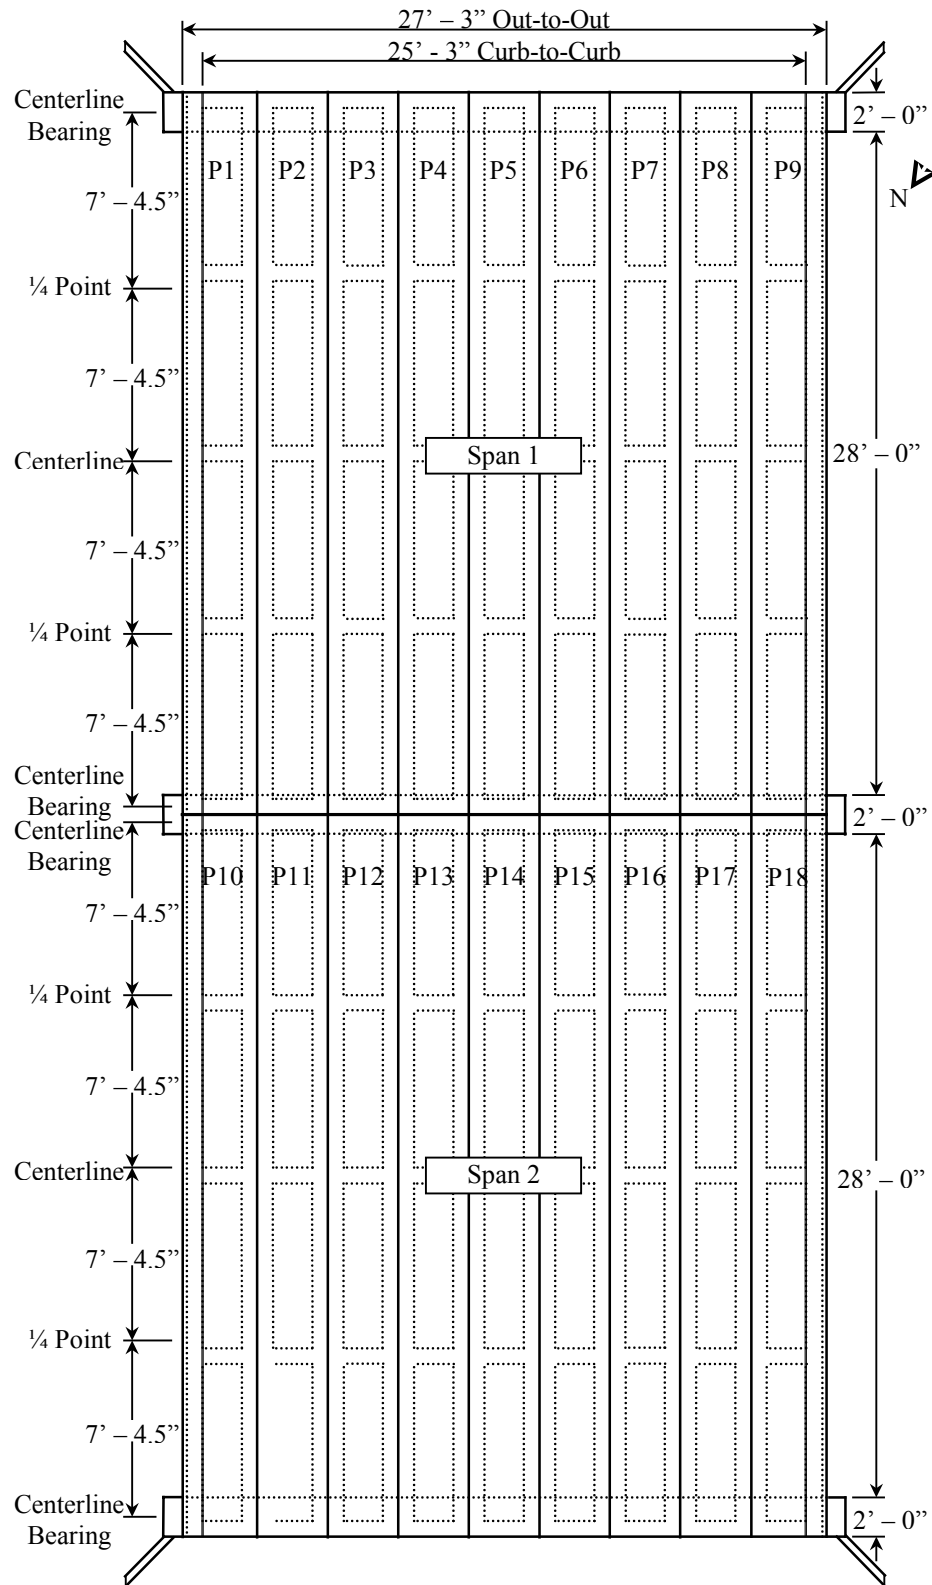 27’ – 3” Out-to-Out
25’ - 3” Curb-to-Curb
Centerline
Bearing
2’ – 0”
P1 P2 P3 P4 P5 P6 P7 P8 P9
N
7’ – 4.5”
¼ Point
7’ – 4.5”
Centerline
Span 1
28’ – 0”
7’ – 4.5”
¼ Point
7’ – 4.5”
Centerline
Bearing
Centerline
Bearing
2’ – 0”
P10 P11 P12 P13 P14 P15 P16 P17 P18
7’ – 4.5”
¼ Point
7’ – 4.5”
Centerline
Span 2
28’ – 0”
7’ – 4.5”
¼ Point
7’ – 4.5”
Centerline
Bearing
2’ – 0”